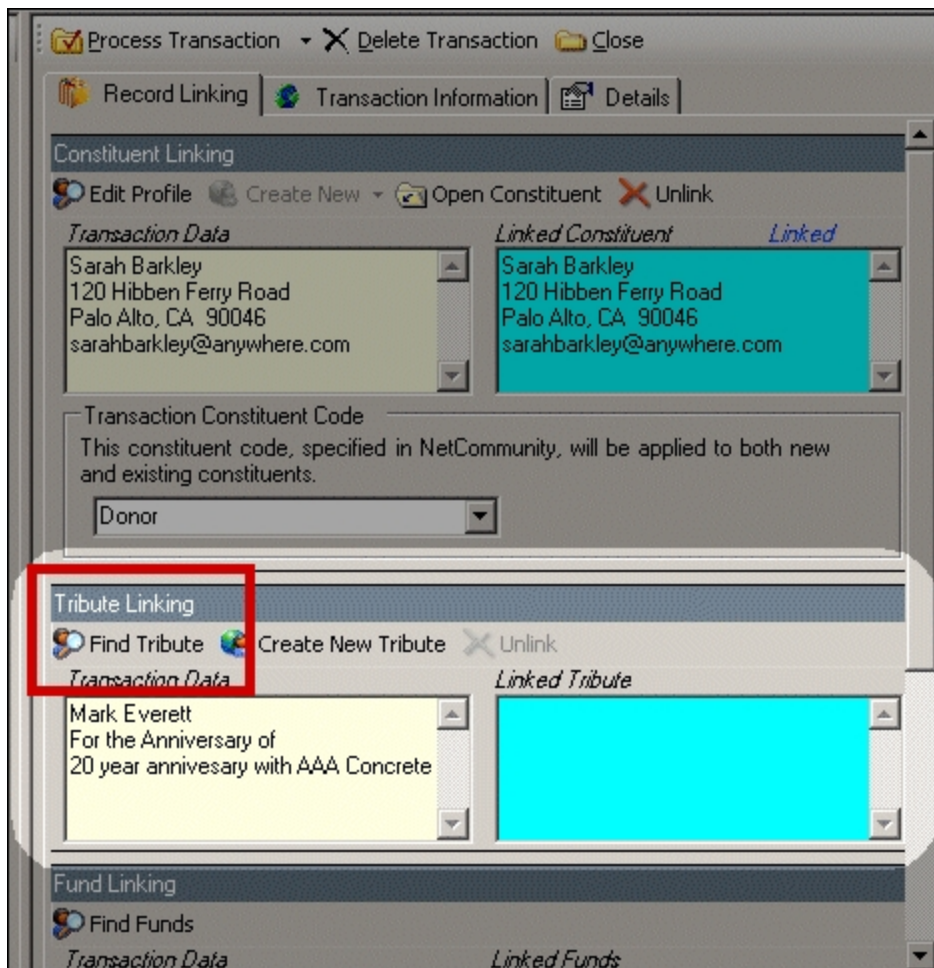 Process Transaction Delete Transaction Close
Record Linking Transaction Information Details
Constituent Linking
Edit Profile Create New Open Constituent Unlink
Transaction Data Linked Constituent Linked
Sarah Barkley
120 Hibben Ferry Road
Palo Alto, CA 90046
sarahbarkley@anywhere.com
Sarah Barkley
120 Hibben Ferry Road
Palo Alto, CA 90046
sarahbarkley@anywhere.com
Transaction Constituent Code
This constituent code, specified in NetCommunity, will be applied to both new
and existing constituents.
Donor
Tribute Linking
Find Tribute Create New Tribute Unlink
Transaction Data Linked Tribute
Mark Everett
For the Anniversary of
20 year annivesary with AAA Concrete
Fund Linking
Find Funds
Transaction Data Linked Funds